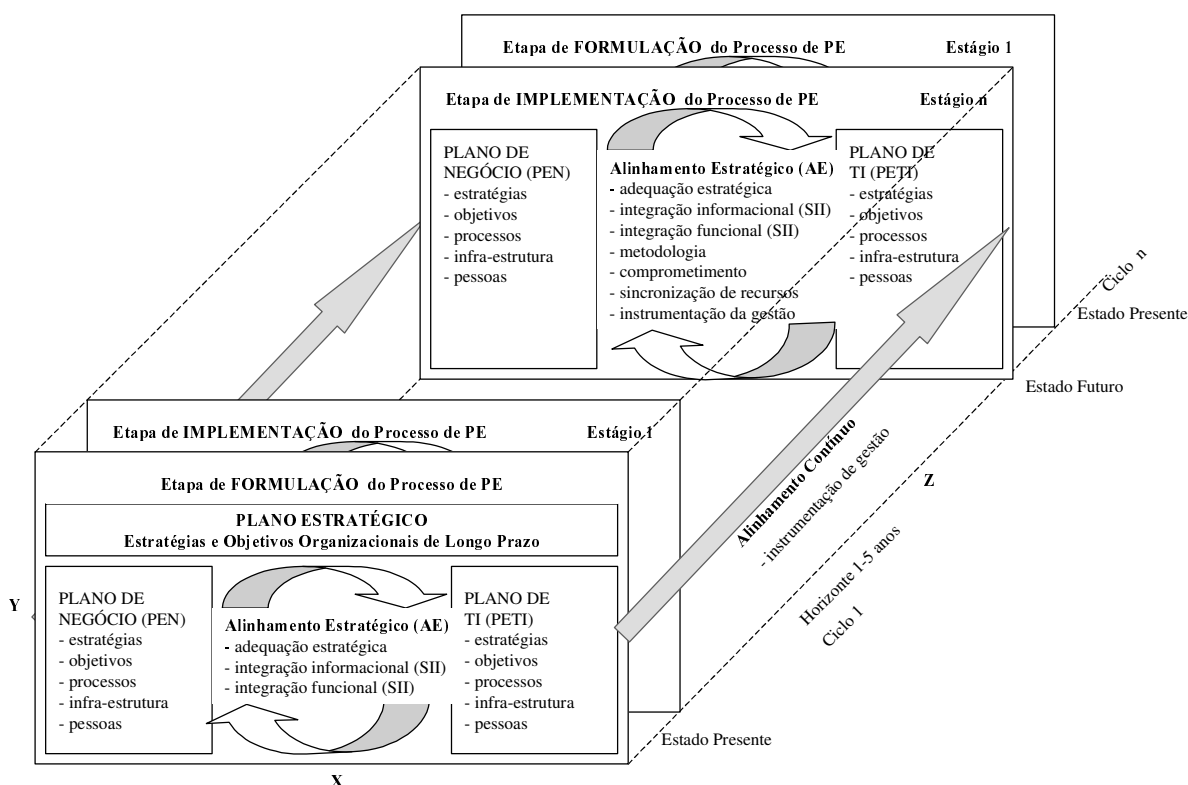 Etapa de FORMULAÇÃO do Processo de PE Estágio 1
Etapa de IMPLEMENTAÇÃO do Processo de PE Estágio n
PLANO DE
NEGÓCIO (PEN)
- estratégias
- objetivos
- processos
- infra-estrutura
- pessoas
Alinhamento Estratégico (AE)
- adequação estratégica
- integração informacional (SII)
- integração funcional (SII)
- metodologia
- comprometimento
- sincronização de recursos
- instrumentação da gestão
PLANO DE
TI (PETI)
- estratégias
- objetivos
- processos
- infra-estrutura
- pessoas
Ciclo n
Estado Presente
Estado Futuro
Etapa de IMPLEMENTAÇÃO do Processo de PE Estágio 1
Etapa de FORMULAÇÃO do Processo de PE
PLANO ESTRATÉGICO
Estratégias e Objetivos Organizacionais de Longo Prazo
PLANO DE
NEGÓCIO (PEN)
- estratégias
- objetivos
- processos
- infra-estrutura
- pessoas
Alinhamento Estratégico (AE)
- adequação estratégica
- integração informacional (SII)
- integração funcional (SII)
PLANO DE
TI (PETI)
- estratégias
- objetivos
- processos
- infra-estrutura
- pessoas
Alinhamento Contínuo
- instrumentação de gestão
Z
Horizonte 1-5 anos
Ciclo 1
Estado Presente
Y
X